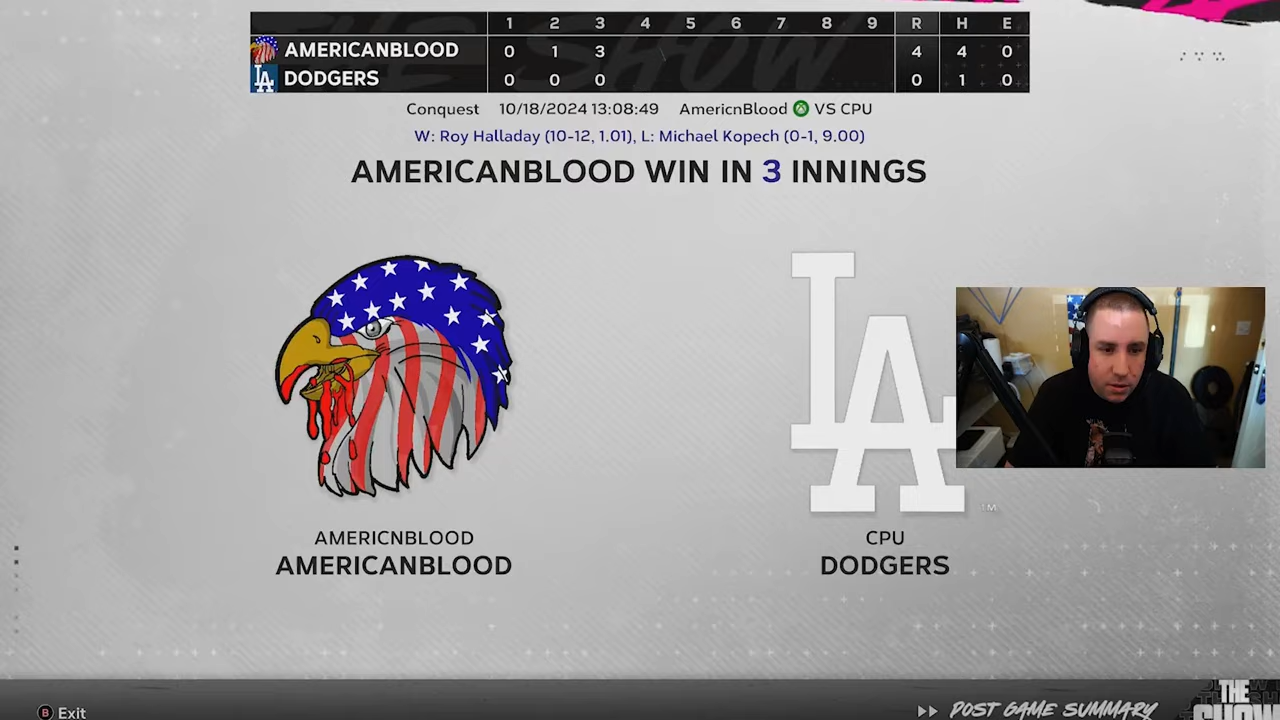 1 2 3 4 5 6 7 8 9 R H E
AMERICANBLOOD 0 1 3 4 4 0
LA DODGERS 0 0 0 0 1 0
Conquest 10/18/2024 13:08:49 AmericnBlood VS CPU
W: Roy Halladay (10-12, 1.01), L: Michael Kopech (0-1, 9.00)
AMERICANBLOOD WIN IN 3 INNINGS
LA
TM
AMERICNBLOOD
AMERICANBLOOD
CPU
DODGERS
B Exit
POST GAME SUMMARY
THE SHOW